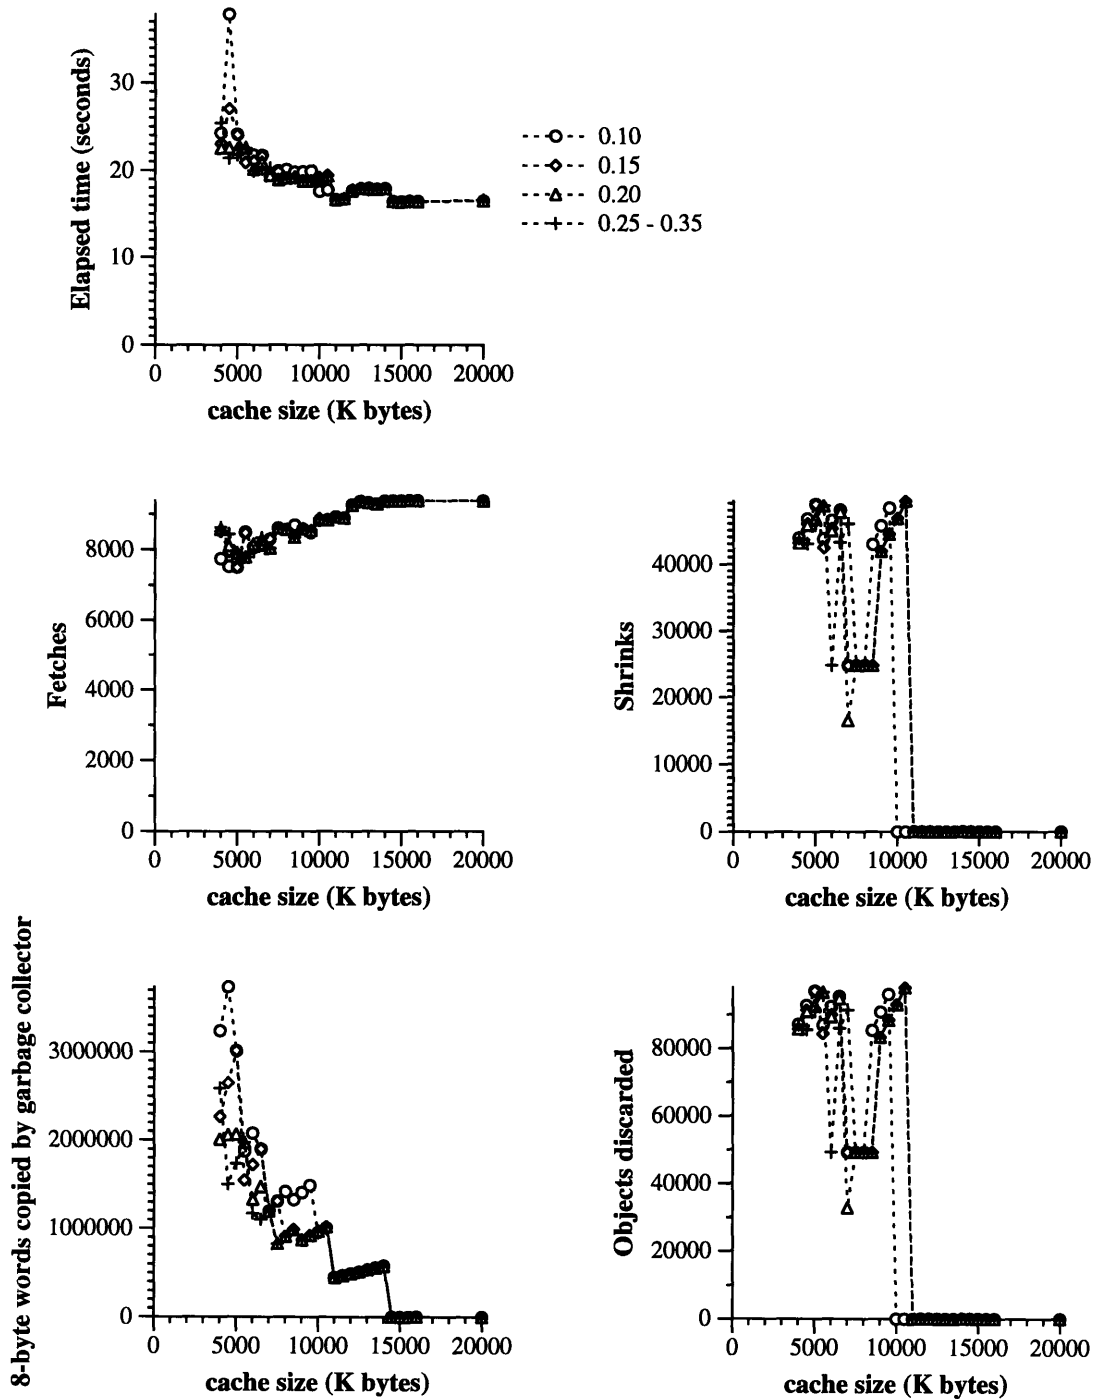 Elapsed time (seconds)
30
20
10
0
0 5000 10000 15000 20000
cache size (K bytes)
0.10
0.15
0.20
0.25 - 0.35
Fetches
8000
6000
4000
2000
0
0 5000 10000 15000 20000
cache size (K bytes)
Shrinks
40000
30000
20000
10000
0
0 5000 10000 15000 20000
cache size (K bytes)
8-byte words copied by garbage collector
3000000
2000000
1000000
0
0 5000 10000 15000 20000
cache size (K bytes)
Objects discarded
80000
60000
40000
20000
0
0 5000 10000 15000 20000
cache size (K bytes)